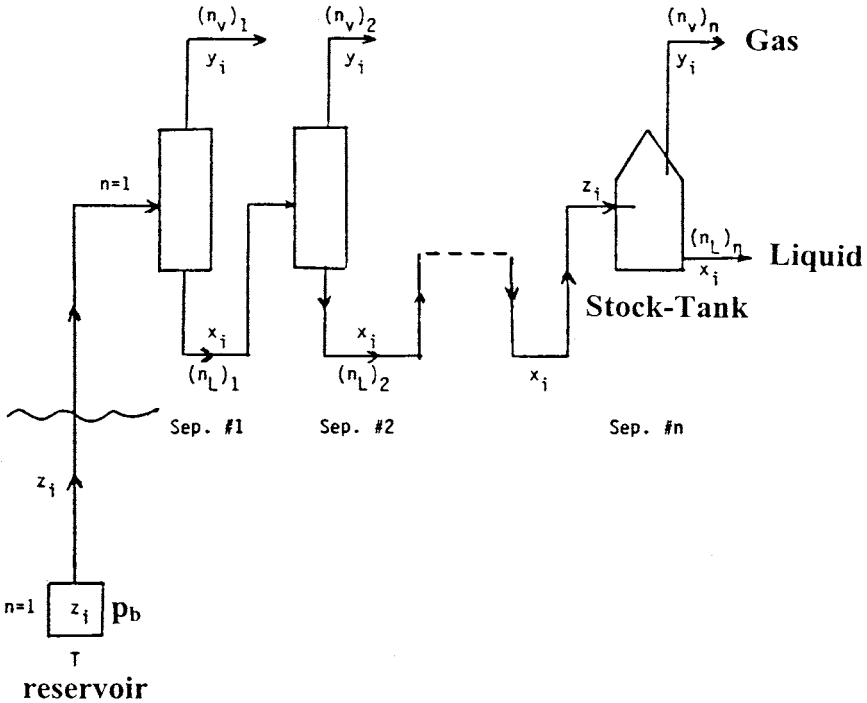 (n_v)_1
y_i
(n_v)_2
y_i
(n_v)_n
y_i
Gas
n=1
z_i
(n_L)_n
x_i
Liquid
Stock-Tank
x_i
(n_L)_1
x_i
(n_L)_2
x_i
Sep. #1
Sep. #2
Sep. #n
z_i
n=1
z_i
p_b
T
reservoir